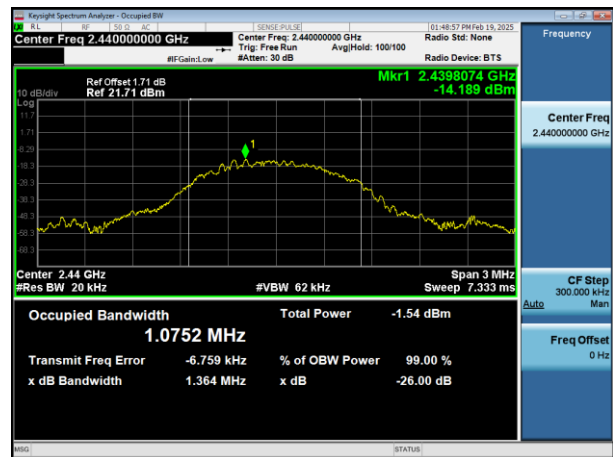 Keysight Spectrum Analyzer - Occupied BW
RL RF 50 Ω AC SENSE:PULSE 01:48:57 PM Feb 19, 2025
Center Freq 2.440000000 GHz Center Freq: 2.440000000 GHz Radio Std: None
Trig: Free Run Avg|Hold: 100/100
#IFGain:Low #Atten: 30 dB Radio Device: BTS
Frequency
Mkr1 2.4398074 GHz
-14.189 dBm
Ref Offset 1.71 dB
10 dB/div Ref 21.71 dBm
Log
11.7
1.71
-8.29
-18.3
-28.3
-38.3
-48.3
-58.3
-68.3
1
Center 2.44 GHz Span 3 MHz
#Res BW 20 kHz #VBW 62 kHz Sweep 7.333 ms
Occupied Bandwidth Total Power -1.54 dBm
1.0752 MHz
Transmit Freq Error -6.759 kHz % of OBW Power 99.00 %
x dB Bandwidth 1.364 MHz x dB -26.00 dB
Center Freq
2.440000000 GHz
CF Step
300.000 kHz
Auto Man
Freq Offset
0 Hz
MSG STATUS